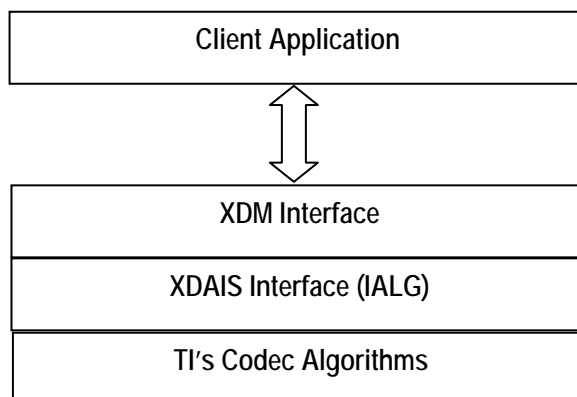 Client Application
XDM Interface
XDAIS Interface (IALG)
TI's Codec Algorithms